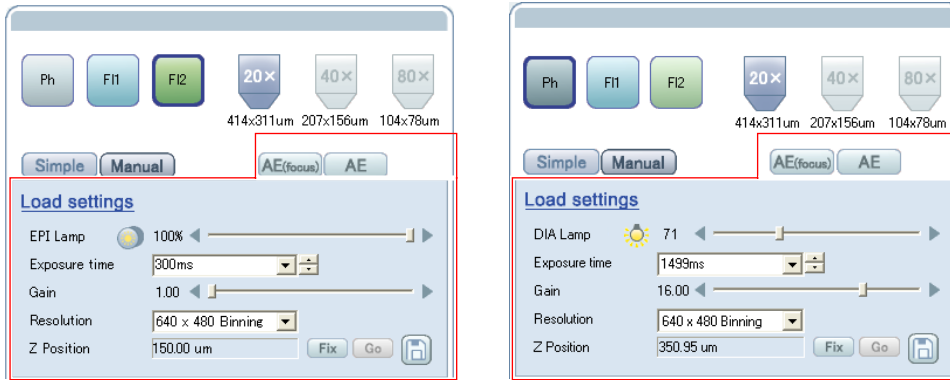 Ph Fl1 Fl2 20× 40× 80×
414x311um 207x156um 104x78um
Simple Manual AE(focus) AE
Load settings
EPI Lamp 100%
Exposure time 300ms
Gain 1.00
Resolution 640 x 480 Binning
Z Position 150.00 um Fix Go
Ph Fl1 Fl2 20× 40× 80×
414x311um 207x156um 104x78um
Simple Manual AE(focus) AE
Load settings
DIA Lamp 71
Exposure time 1499ms
Gain 16.00
Resolution 640 x 480 Binning
Z Position 350.95 um Fix Go